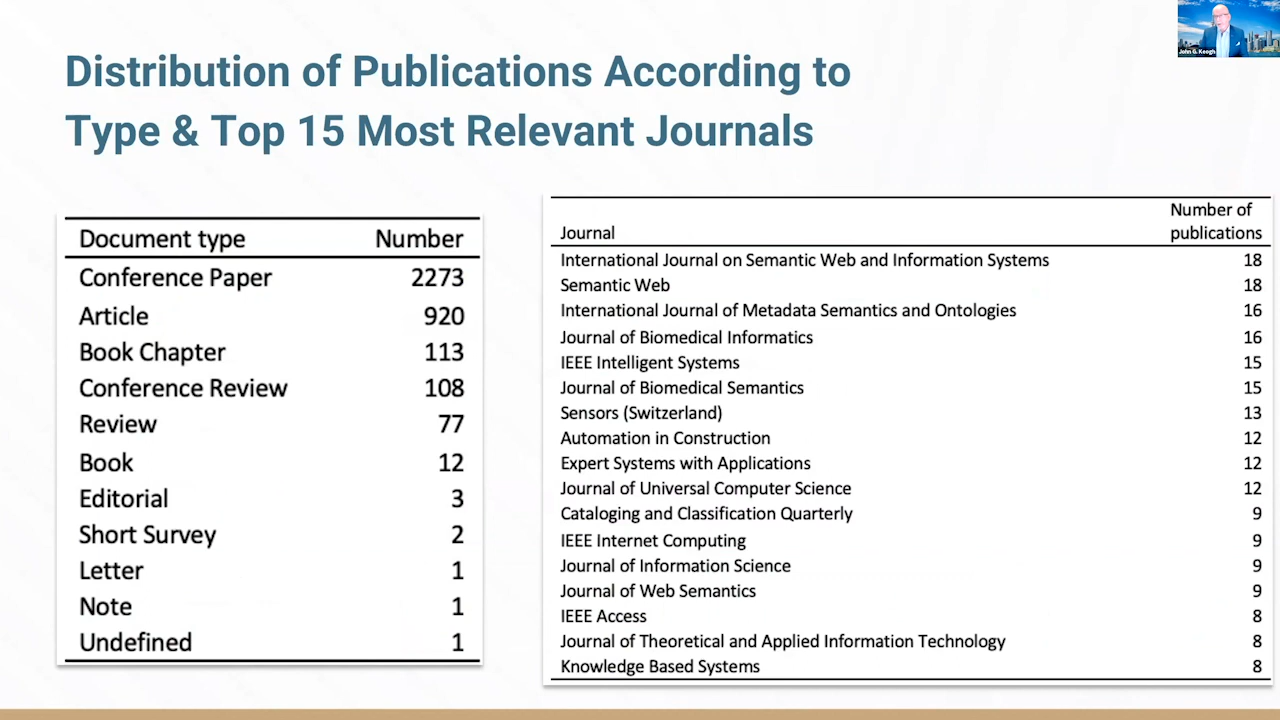 Distribution of Publications According to
Type & Top 15 Most Relevant Journals
John G. Keogh
Document type Number
Conference Paper 2273
Article 920
Book Chapter 113
Conference Review 108
Review 77
Book 12
Editorial 3
Short Survey 2
Letter 1
Note 1
Undefined 1
Journal Number of publications
International Journal on Semantic Web and Information Systems 18
Semantic Web 18
International Journal of Metadata Semantics and Ontologies 16
Journal of Biomedical Informatics 16
IEEE Intelligent Systems 15
Journal of Biomedical Semantics 15
Sensors (Switzerland) 13
Automation in Construction 12
Expert Systems with Applications 12
Journal of Universal Computer Science 12
Cataloging and Classification Quarterly 9
IEEE Internet Computing 9
Journal of Information Science 9
Journal of Web Semantics 9
IEEE Access 8
Journal of Theoretical and Applied Information Technology 8
Knowledge Based Systems 8